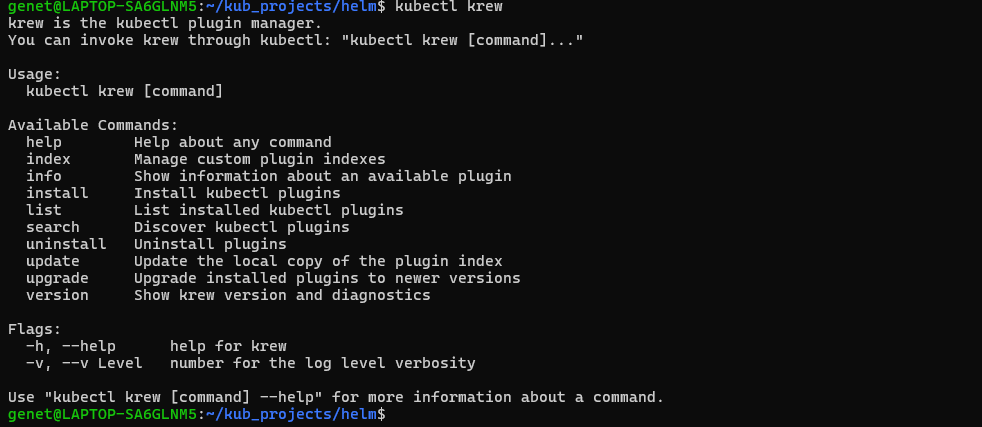 genet@LAPTOP-SA6GLNM5:~/kub_projects/helm$ kubectl krew
krew is the kubectl plugin manager.
You can invoke krew through kubectl: "kubectl krew [command]..."

Usage:
  kubectl krew [command]

Available Commands:
  help        Help about any command
  index       Manage custom plugin indexes
  info        Show information about an available plugin
  install     Install kubectl plugins
  list        List installed kubectl plugins
  search      Discover kubectl plugins
  uninstall   Uninstall plugins
  update      Update the local copy of the plugin index
  upgrade     Upgrade installed plugins to newer versions
  version     Show krew version and diagnostics

Flags:
  -h, --help      help for krew
  -v, --v Level   number for the log level verbosity

Use "kubectl krew [command] --help" for more information about a command.
genet@LAPTOP-SA6GLNM5:~/kub_projects/helm$